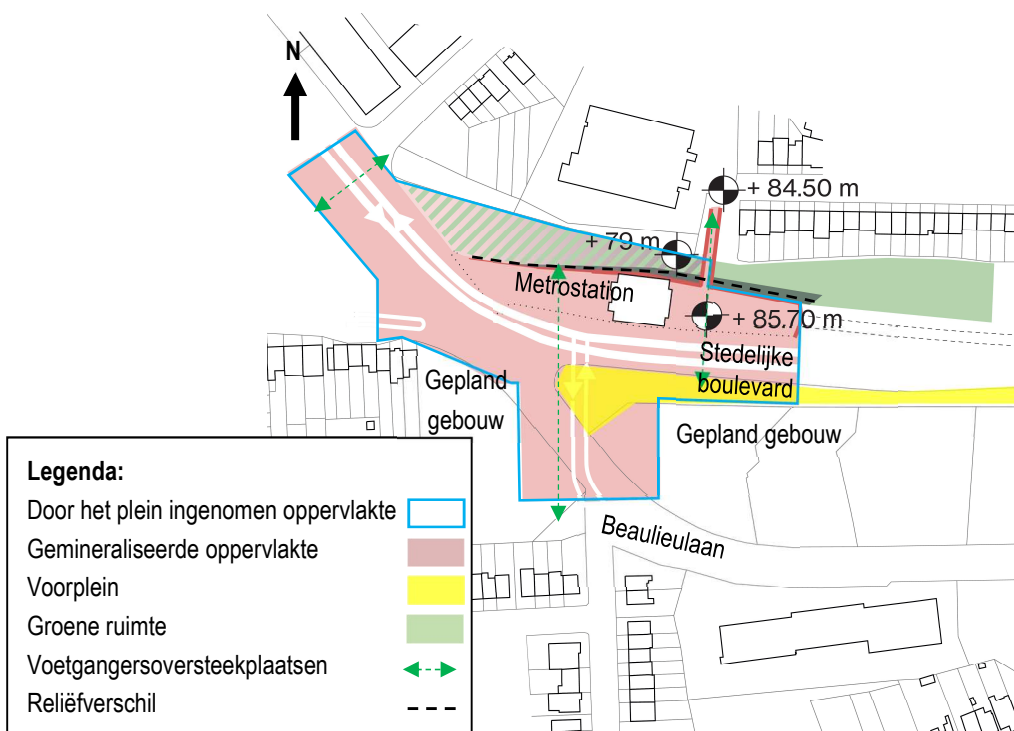 N
+ 84.50 m
+ 79 m
Metrostation
+ 85.70 m
Stedelijke
boulevard
Gepland
gebouw
Gepland gebouw
Beaulieulaan
Legenda:
Door het plein ingenomen oppervlakte
Gemineraliseerde oppervlakte
Voorplein
Groene ruimte
Voetgangersoversteekplaatsen
Reliëfverschil